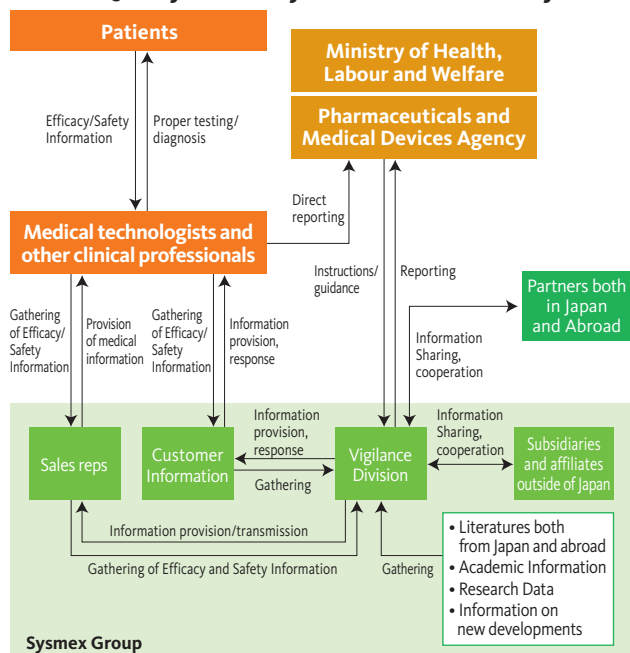 Patients
Ministry of Health,
Labour and Welfare
Pharmaceuticals and
Medical Devices Agency
Efficacy/Safety
Information
Proper testing/
diagnosis
Direct
reporting
Medical technologists and
other clinical professionals
Instructions/
guidance
Reporting
Partners both
in Japan
and Abroad
Gathering
of Efficacy/
Safety
Information
Provision
of medical
information
Gathering
of Efficacy/
Safety
Information
Information
provision,
response
Information
Sharing,
cooperation
Sales reps
Customer
Information
Information
provision,
response
Gathering
Vigilance
Division
Information
Sharing,
cooperation
Subsidiaries
and affiliates
outside of Japan
Information provision/transmission
Gathering of Efficacy and Safety Information
Gathering
• Literatures both
from Japan and abroad
• Academic Information
• Research Data
• Information on
new developments
Sysmex Group